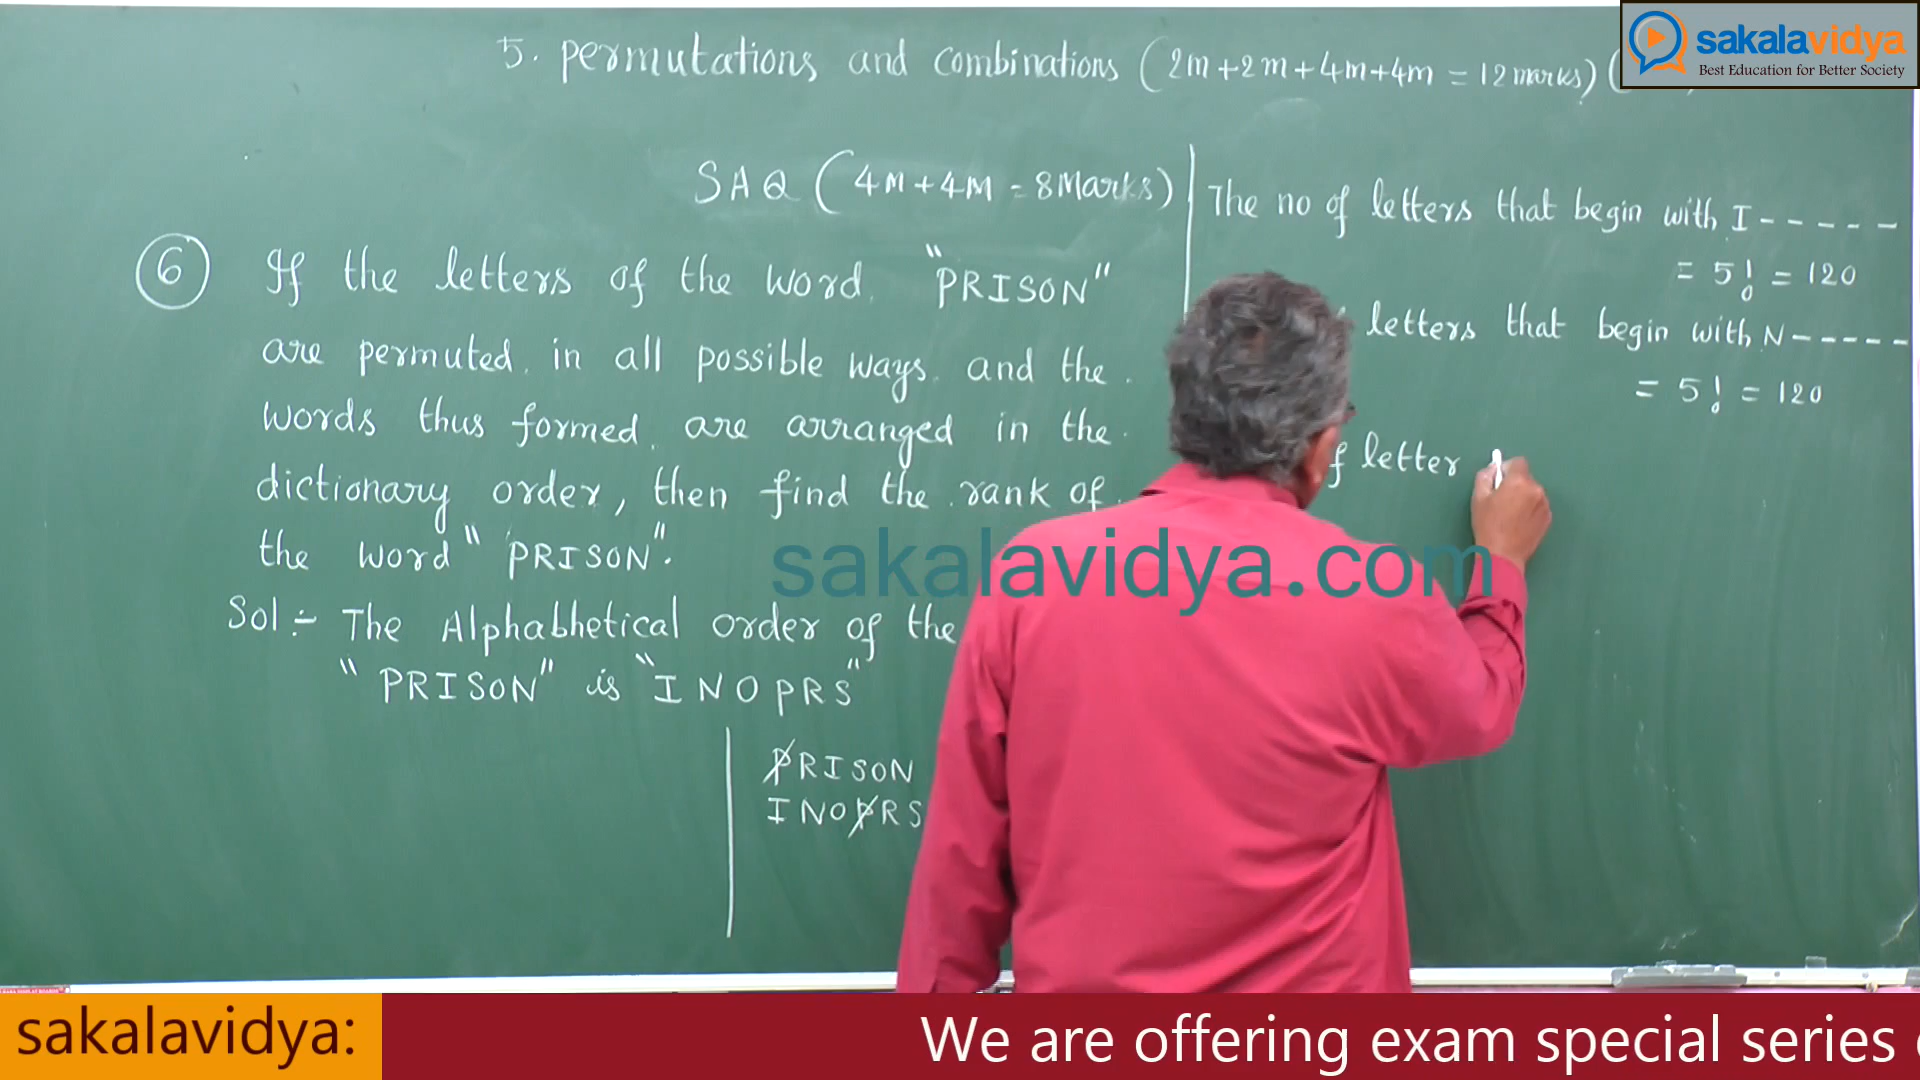 sakalavidya
Best Education for Better Society
5. permutations and combinations (2m+2m+4m+4m = 12marks) (
SAQ (4M+4M = 8Marks)
6 If the letters of the word "PRISON"
are permuted in all possible ways and the
words thus formed are arranged in the
dictionary order, then find the rank of
the word "PRISON".
Sol :- The Alphabhetical order of the
"PRISON" is "INOPRS"
PRISON
INOPRS
The no of letters that begin with I-----
= 5! = 120
letters that begin with N-----
= 5! = 120
f letter
sakalavidya.com
sakalavidya:
We are offering exam special series